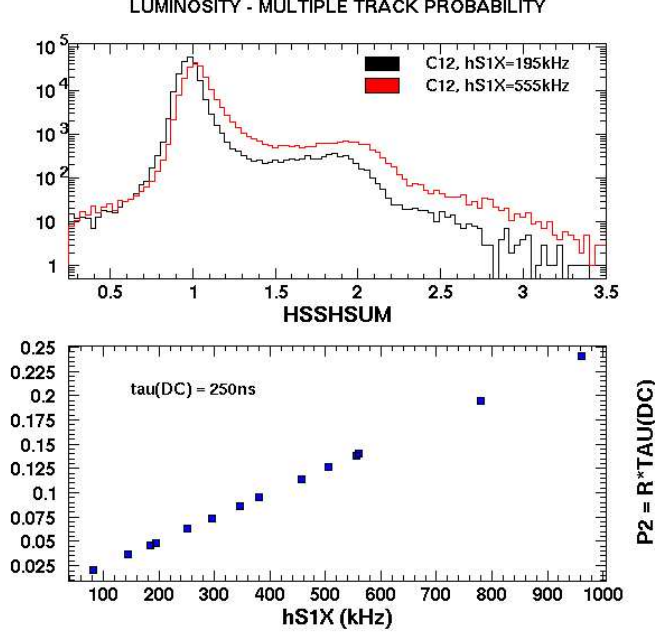 LUMINOSITY - MULTIPLE TRACK PROBABILITY
10^5
10^4
10^3
10^2
10
1
C12, hS1X=195kHz
C12, hS1X=555kHz
0.5 1 1.5 2 2.5 3 3.5
HSSHSUM
0.25
0.225
0.2
0.175
0.15
0.125
0.1
0.075
0.05
0.025
tau(DC) = 250ns
P2 = R*TAU(DC)
100 200 300 400 500 600 700 800 900 1000
hS1X (kHz)